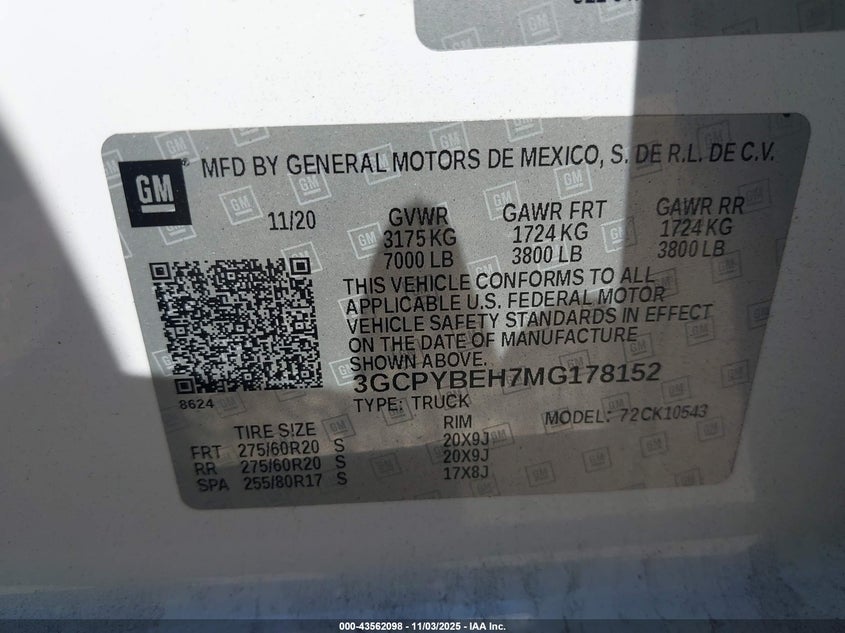 GM
MFD BY GENERAL MOTORS DE MEXICO, S. DE R.L. DE C.V.
11/20 GVWR GAWR FRT GAWR RR
3175 KG 1724 KG 1724 KG
7000 LB 3800 LB 3800 LB
THIS VEHICLE CONFORMS TO ALL
APPLICABLE U.S. FEDERAL MOTOR
VEHICLE SAFETY STANDARDS IN EFFECT
ON THE DATE OF MANUFACTURE
SHOWN ABOVE.
3GCPYBEH7MG178152
8624
TYPE: TRUCK MODEL: 72CK10543
TIRE SIZE RIM
FRT 275/60R20 S 20X9J
RR 275/60R20 S 20X9J
SPA 255/80R17 S 17X8J
000-43562098 - 11/03/2025 - IAA Inc.